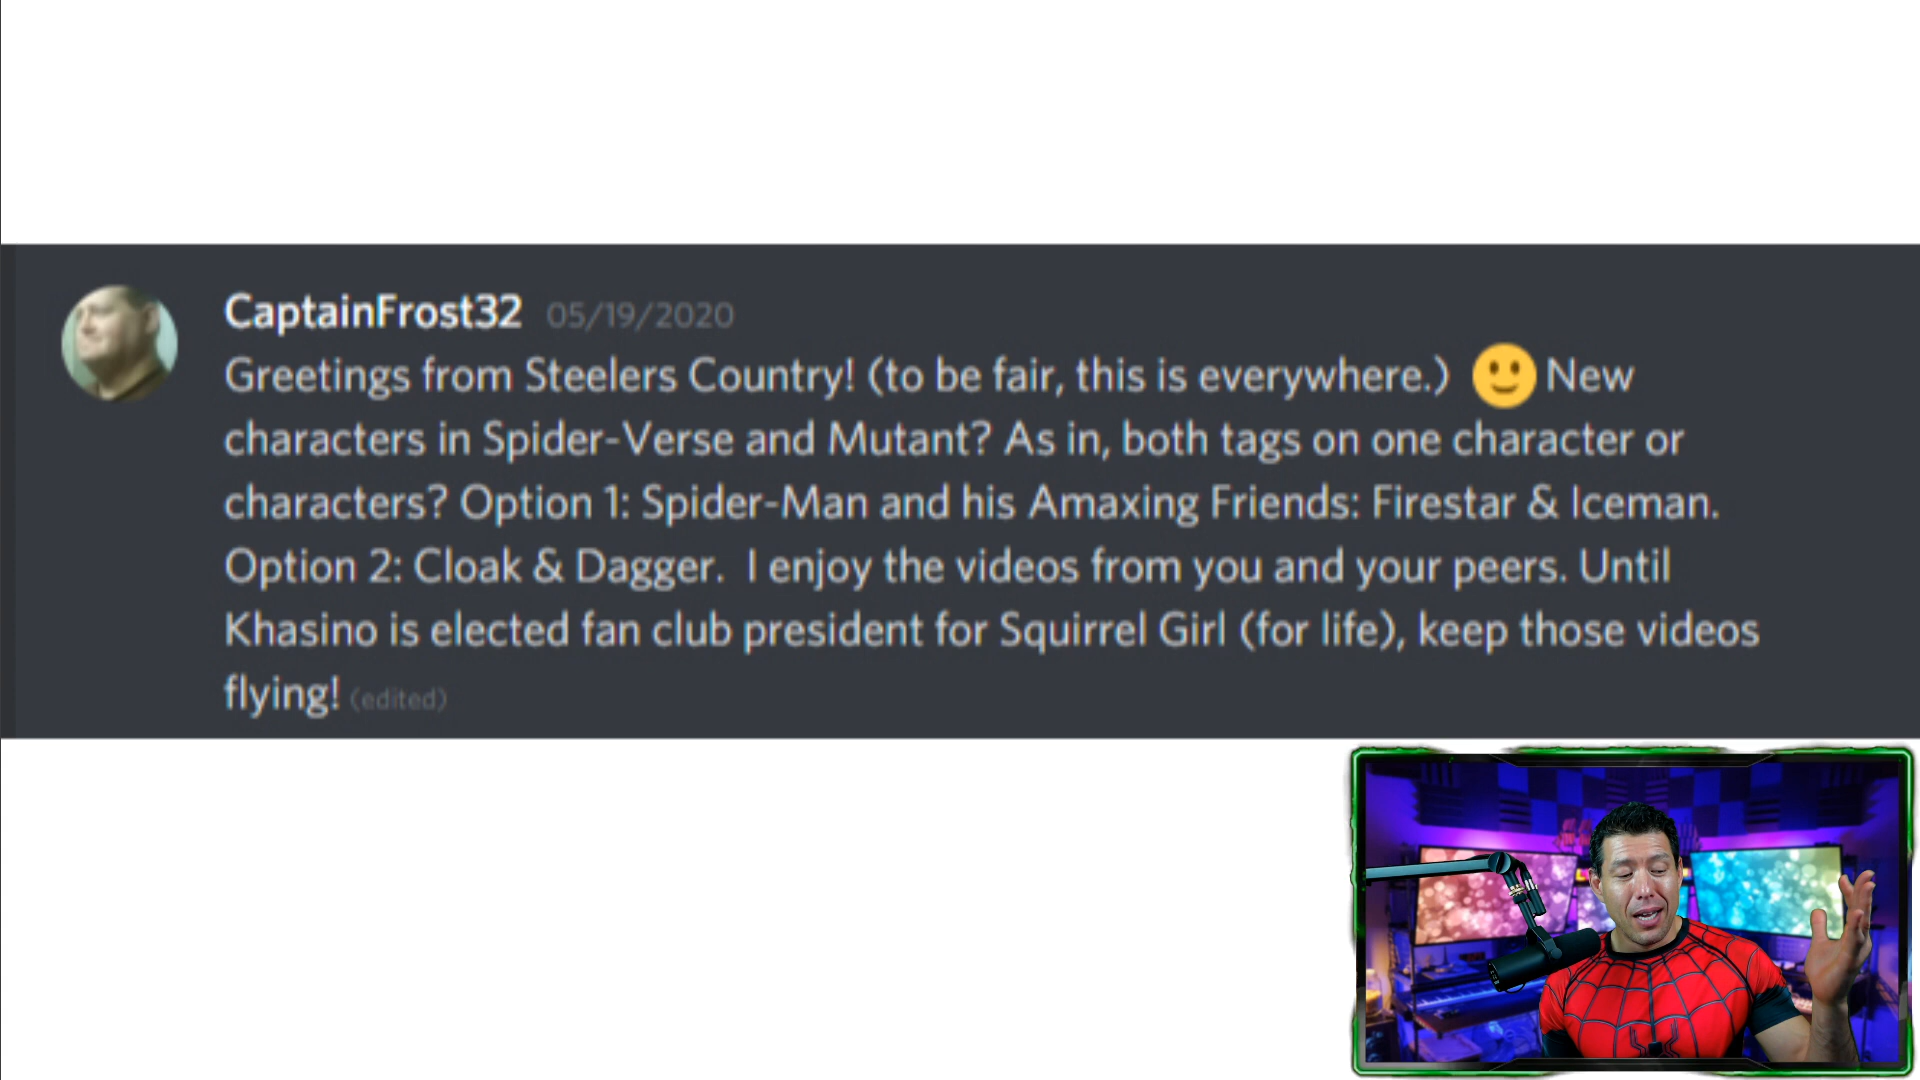 CaptainFrost32 05/19/2020
Greetings from Steelers Country! (to be fair, this is everywhere.) 🙂 New
characters in Spider-Verse and Mutant? As in, both tags on one character or
characters? Option 1: Spider-Man and his Amaxing Friends: Firestar & Iceman.
Option 2: Cloak & Dagger.  I enjoy the videos from you and your peers. Until
Khasino is elected fan club president for Squirrel Girl (for life), keep those videos
flying! (edited)